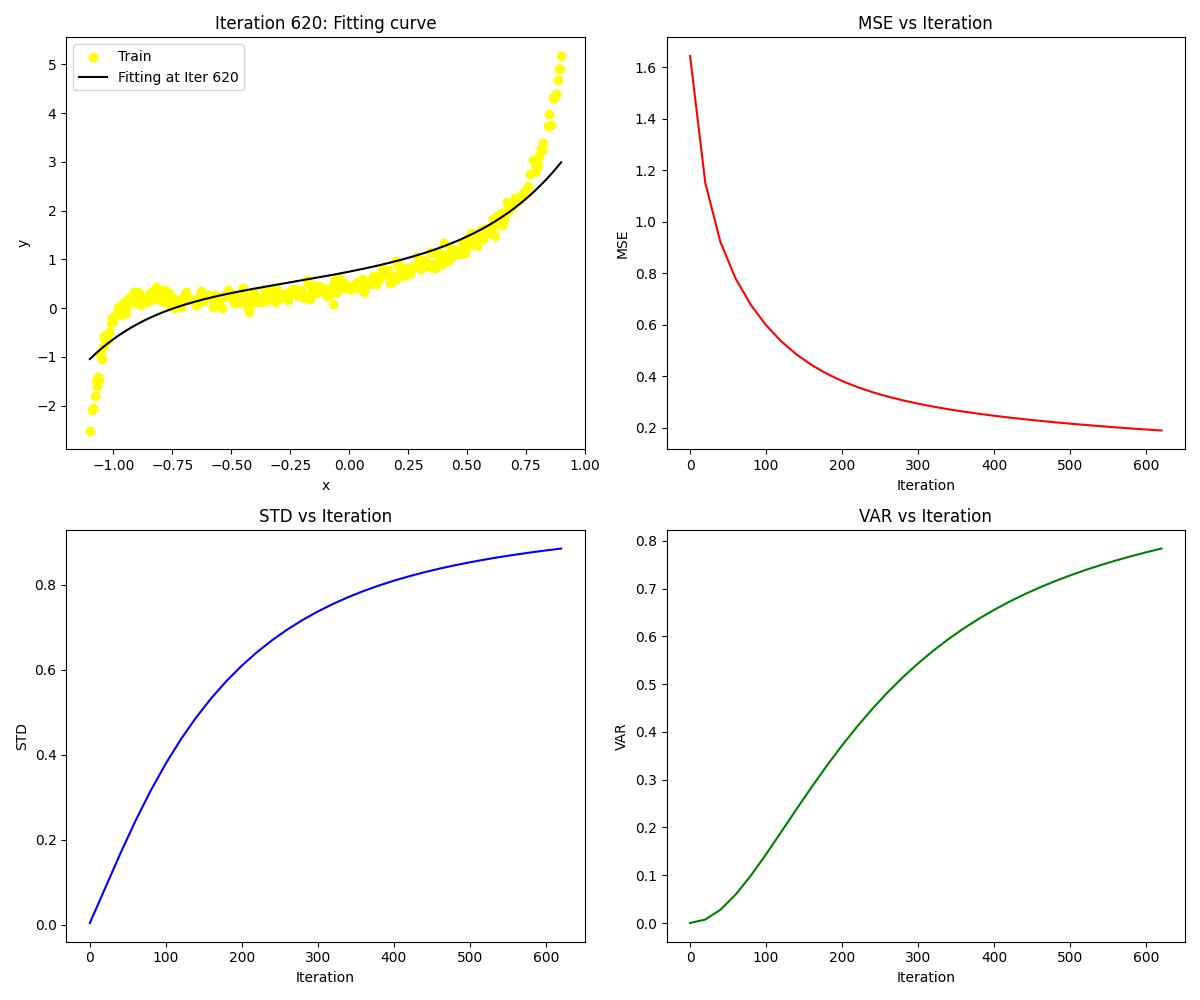 Iteration 620: Fitting curve
Train
Fitting at Iter 620
5
4
3
2
1
0
−1
−2
y
−1.00 −0.75 −0.50 −0.25 0.00 0.25 0.50 0.75 1.00
x
MSE vs Iteration
1.6
1.4
1.2
1.0
0.8
0.6
0.4
0.2
MSE
0 100 200 300 400 500 600
Iteration
STD vs Iteration
0.8
0.6
0.4
0.2
0.0
STD
0 100 200 300 400 500 600
Iteration
VAR vs Iteration
0.8
0.7
0.6
0.5
0.4
0.3
0.2
0.1
0.0
VAR
0 100 200 300 400 500 600
Iteration